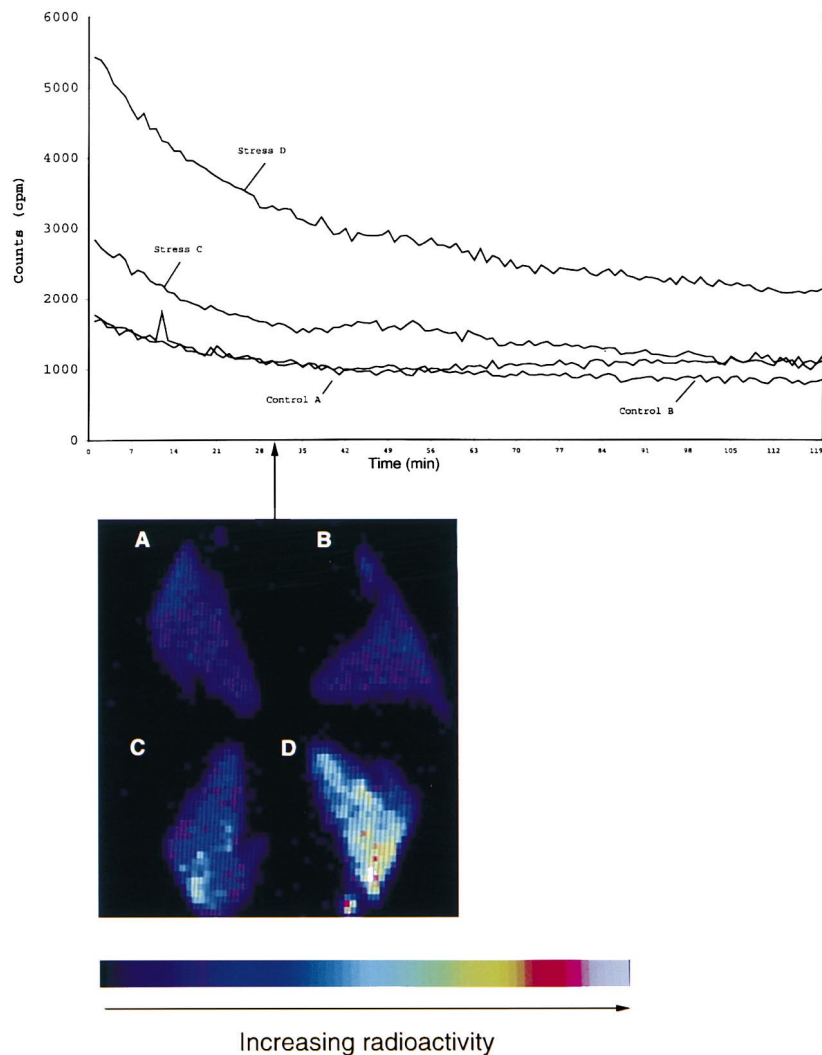 6000
5000
4000
3000
2000
1000
0
Counts (cpm)
Stress D
Stress C
Control A
Control B
0 7 14 21 28 35 42 49 56 63 70 77 84 91 98 105 112 119
Time (min)
A B
C D
Increasing radioactivity